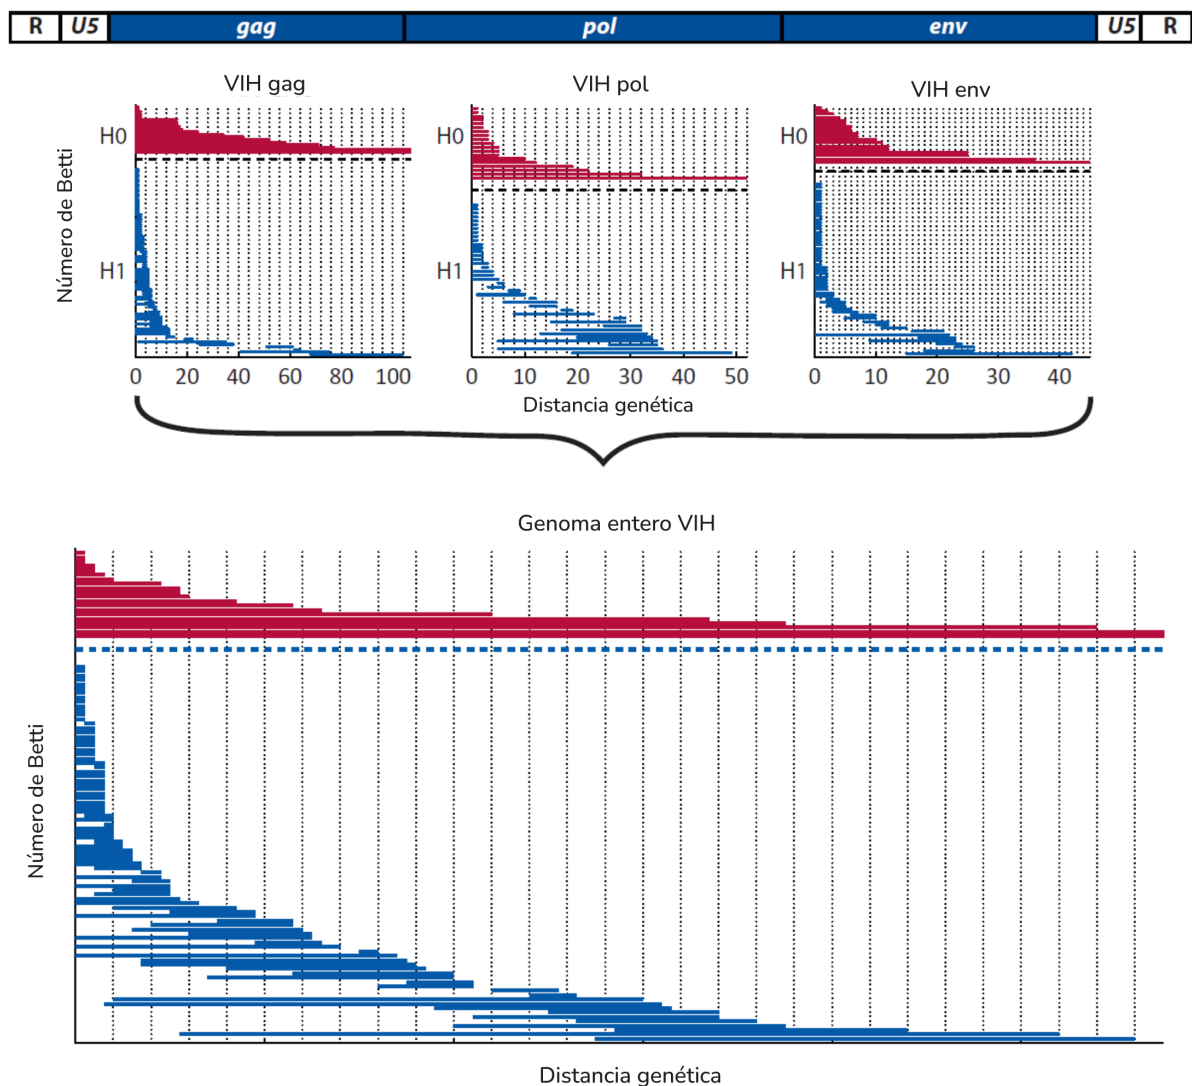 R U5 gag pol env U5 R
VIH gag
VIH pol
VIH env
Número de Betti
H0
H1
H0
H1
H0
H1
0 20 40 60 80 100
0 10 20 30 40 50
0 10 20 30 40
Distancia genética
Genoma entero VIH
Número de Betti
Distancia genética